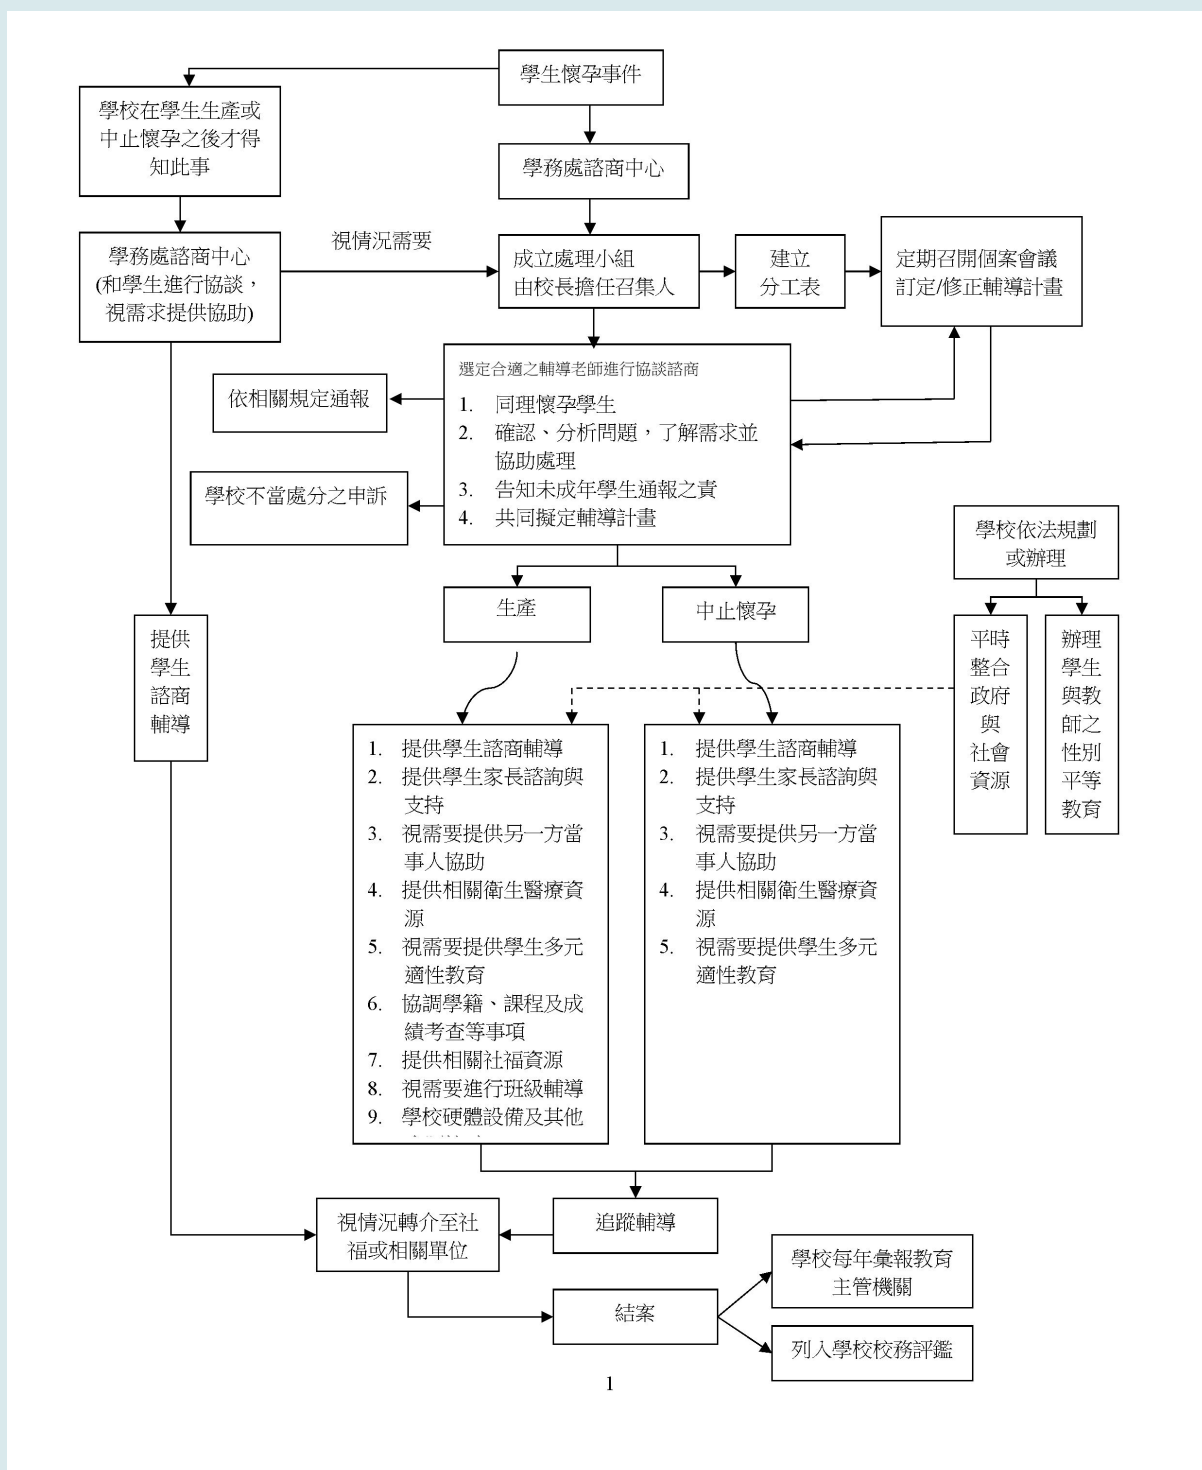 學生懷孕事件
學校在學生生產或
中止懷孕之後才得
知此事
學務處諮商中心
學務處諮商中心
(和學生進行協談，
視需求提供協助)
視情況需要
成立處理小組
由校長擔任召集人
建立
分工表
定期召開個案會議
訂定/修正輔導計畫
選定合適之輔導老師進行協談諮商
1. 同理懷孕學生
2. 確認、分析問題，了解需求並
協助處理
3. 告知未成年學生通報之責
4. 共同擬定輔導計畫
依相關規定通報
學校不當處分之申訴
學校依法規劃
或辦理
生產
中止懷孕
提供
學生
諮商
輔導
平時
整合
政府
與
社會
資源
辦理
學生
與教
師之
性別
平等
教育
1. 提供學生諮商輔導
2. 提供學生家長諮詢與
支持
3. 視需要提供另一方當
事人協助
4. 提供相關衛生醫療資
源
5. 視需要提供學生多元
適性教育
6. 協調學籍、課程及成
績考查等事項
7. 提供相關社福資源
8. 視需要進行班級輔導
9. 學校硬體設備及其他
1. 提供學生諮商輔導
2. 提供學生家長諮詢與
支持
3. 視需要提供另一方當
事人協助
4. 提供相關衛生醫療資
源
5. 視需要提供學生多元
適性教育
追蹤輔導
視情況轉介至社
福或相關單位
結案
學校每年彙報教育
主管機關
列入學校校務評鑑
1